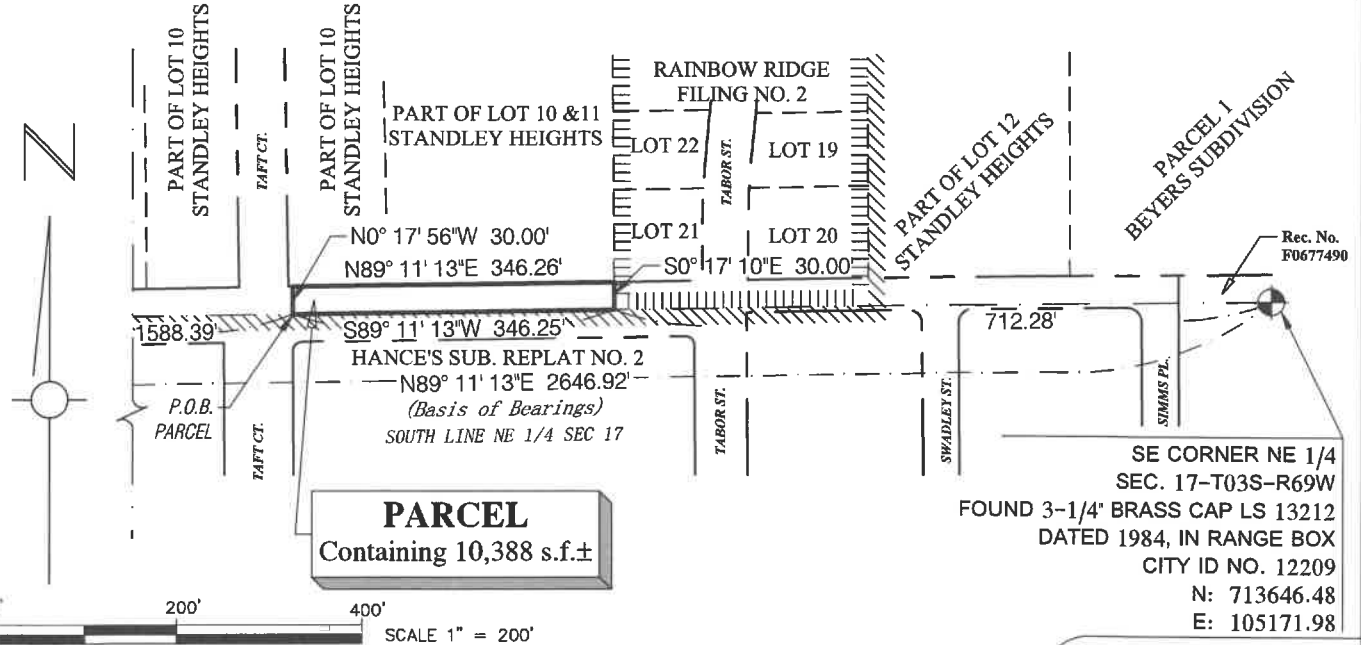 PART OF LOT 10
STANDLEY HEIGHTS
TAFT CT.
PART OF LOT 10
STANDLEY HEIGHTS
PART OF LOT 10 &11
STANDLEY HEIGHTS
RAINBOW RIDGE
FILING NO. 2
LOT 22
TABOR ST.
LOT 19
LOT 21
LOT 20
PART OF LOT 12
STANDLEY HEIGHTS
PARCEL 1
BEYERS SUBDIVISION
Rec. No.
F0677490
N
N0° 17' 56"W 30.00'
N89° 11' 13"E 346.26'
S0° 17' 10"E 30.00'
1588.39'
S89° 11' 13"W 346.25'
712.28'
HANCE'S SUB. REPLAT NO. 2
N89° 11' 13"E 2646.92'
(Basis of Bearings)
SOUTH LINE NE 1/4 SEC 17
P.O.B.
PARCEL
TAFT CT.
TABOR ST.
SWADLEY ST.
SIMMS PL.
SE CORNER NE 1/4
SEC. 17-T03S-R69W
FOUND 3-1/4" BRASS CAP LS 13212
DATED 1984, IN RANGE BOX
CITY ID NO. 12209
N: 713646.48
E: 105171.98
PARCEL
Containing 10,388 s.f.±
200'
400'
SCALE 1" = 200'